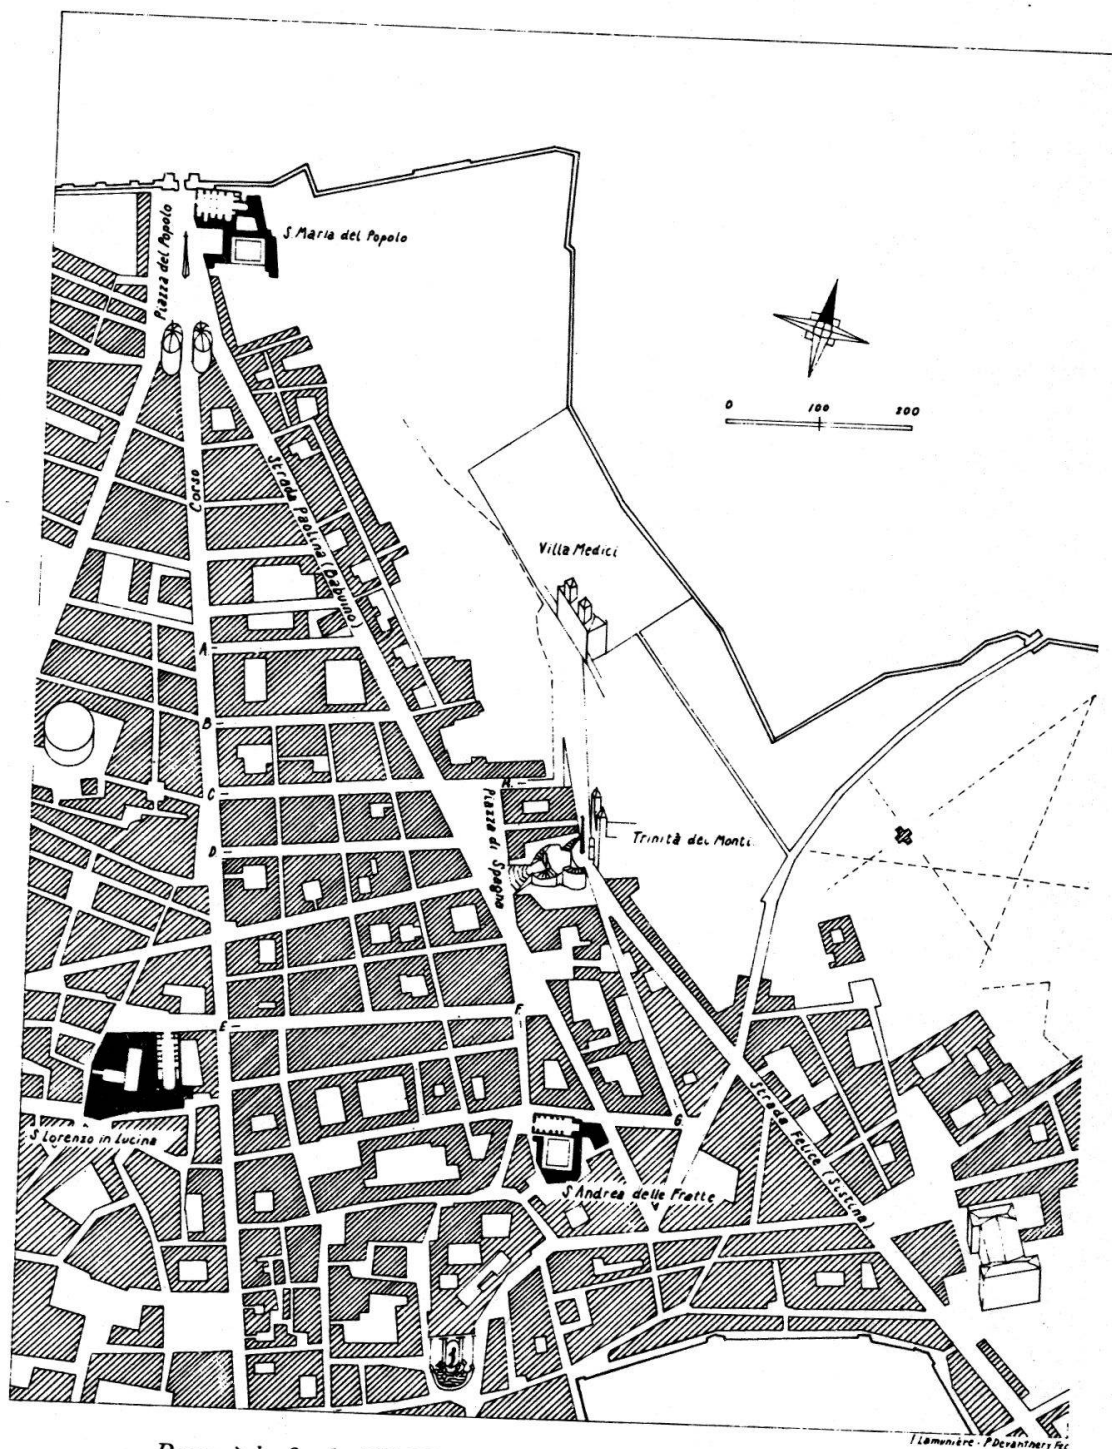 S. Maria del Popolo
Piazza del Popolo
0 100 200
Corso
Strada Paolina (Babuino)
Villa Medici
A.
B
C
H.
Piazza di Spagna
Trinità dei Monti
D.
E
F.
G.
S Lorenzo in Lucina
S Andrea delle Fratte
Strada Felice (Sistina)